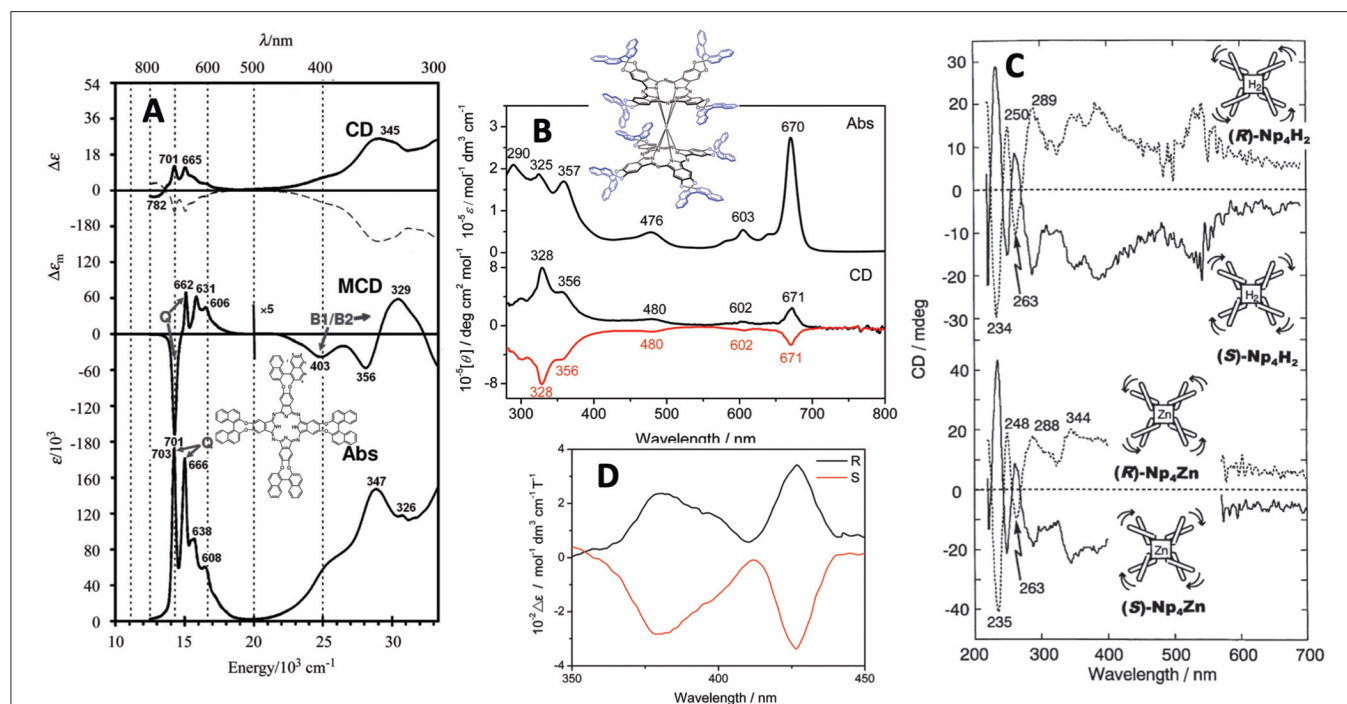 λ/nm
800 700 600 500 400 300
A
54
36
18
0
Δε
CD
345
701 665
782
-180
Δεm
120
60
0
-60
-120
-180
MCD
662 631
606
Q
×5
B1/B2
329
403
356
701
703
Q
Abs
666
638
608
347
326
ε/10³
160
120
80
40
0
10 15 20 25 30
Energy/10³ cm⁻¹
B
Abs
10⁻⁵ε / mol⁻¹ dm³ cm⁻¹
3
2
1
0
290 325 357
476
603
670
CD
10⁻⁵[θ] / deg cm² mol⁻¹
8
0
-8
328
356
480
602
671
480
602
671
356
328
300 400 500 600 700 800
Wavelength / nm
D
R
S
10⁻²Δε / mol⁻¹ dm³ cm⁻¹ T⁻¹
4
2
0
-2
-4
350 400 450
Wavelength / nm
C
CD / mdeg
20
10
0
-10
-20
-30
250 289
234
263
H₂
(R)-Np₄H₂
H₂
(S)-Np₄H₂
40
20
10
0
-10
-20
-40
248 288 344
235
263
Zn
(R)-Np₄Zn
Zn
(S)-Np₄Zn
200 300 400 500 600 700
Wavelength / nm